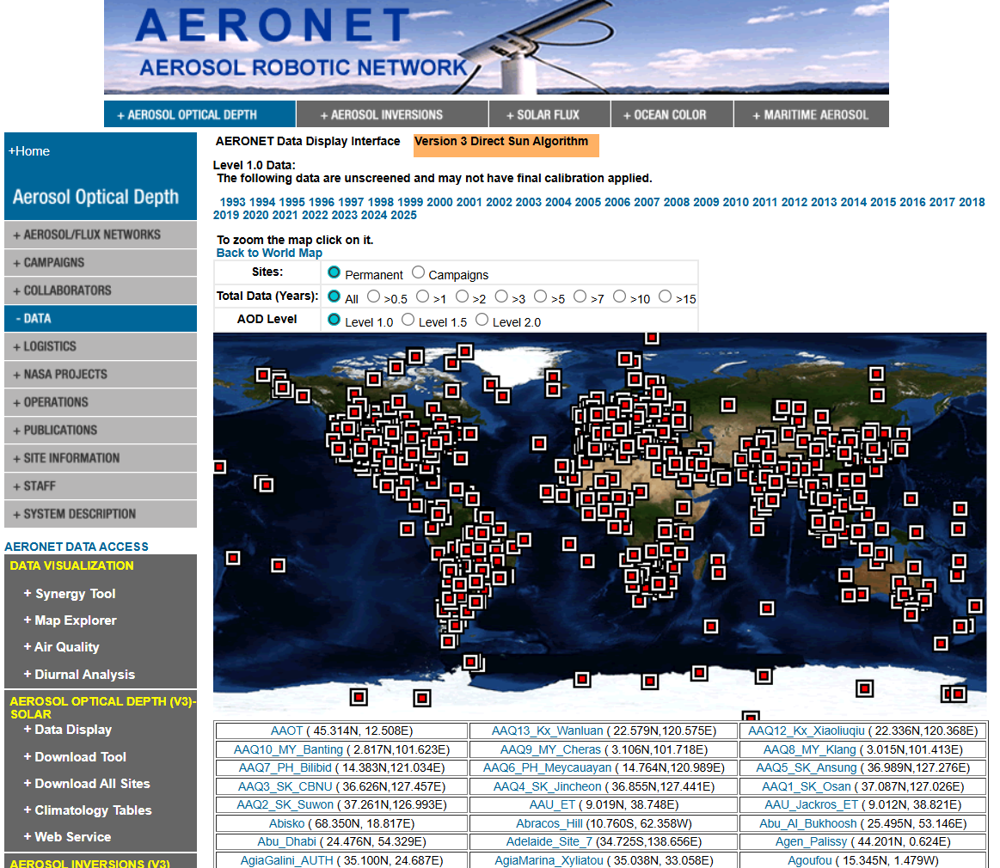 AERONET
AEROSOL ROBOTIC NETWORK
+ AEROSOL OPTICAL DEPTH + AEROSOL INVERSIONS + SOLAR FLUX + OCEAN COLOR + MARITIME AEROSOL
+Home
Aerosol Optical Depth
+ AEROSOL/FLUX NETWORKS
+ CAMPAIGNS
+ COLLABORATORS
- DATA
+ LOGISTICS
+ NASA PROJECTS
+ OPERATIONS
+ PUBLICATIONS
+ SITE INFORMATION
+ STAFF
+ SYSTEM DESCRIPTION
AERONET DATA ACCESS
DATA VISUALIZATION
+ Synergy Tool
+ Map Explorer
+ Air Quality
+ Diurnal Analysis
AEROSOL OPTICAL DEPTH (V3)-
SOLAR
+ Data Display
+ Download Tool
+ Download All Sites
+ Climatology Tables
+ Web Service
AEROSOL INVERSIONS (V3)
AERONET Data Display Interface Version 3 Direct Sun Algorithm
Level 1.0 Data:
The following data are unscreened and may not have final calibration applied.
1993 1994 1995 1996 1997 1998 1999 2000 2001 2002 2003 2004 2005 2006 2007 2008 2009 2010 2011 2012 2013 2014 2015 2016 2017 2018
2019 2020 2021 2022 2023 2024 2025
To zoom the map click on it.
Back to World Map
Sites: Permanent Campaigns
Total Data (Years): All >0.5 >1 >2 >3 >5 >7 >10 >15
AOD Level Level 1.0 Level 1.5 Level 2.0
AAOT ( 45.314N, 12.508E) AAQ13_Kx_Wanluan ( 22.579N,120.575E) AAQ12_Kx_Xiaoliuqiu ( 22.336N,120.368E)
AAQ10_MY_Banting ( 2.817N,101.623E) AAQ9_MY_Cheras ( 3.106N,101.718E) AAQ8_MY_Klang ( 3.015N,101.413E)
AAQ7_PH_Bilibid ( 14.383N,121.034E) AAQ6_PH_Meycauayan ( 14.764N,120.989E) AAQ5_SK_Ansung ( 36.989N,127.276E)
AAQ3_SK_CBNU ( 36.626N,127.457E) AAQ4_SK_Jincheon ( 36.855N,127.441E) AAQ1_SK_Osan ( 37.087N,127.026E)
AAQ2_SK_Suwon ( 37.261N,126.993E) AAU_ET ( 9.019N, 38.748E) AAU_Jackros_ET ( 9.012N, 38.821E)
Abisko ( 68.350N, 18.817E) Abracos_Hill (10.760S, 62.358W) Abu_Al_Bukhoosh ( 25.495N, 53.146E)
Abu_Dhabi ( 24.476N, 54.329E) Adelaide_Site_7 (34.725S,138.656E) Agen_Palissy ( 44.201N, 0.624E)
AgiaGalini_AUTH ( 35.100N, 24.687E) AgiaMarina_Xyliatou ( 35.038N, 33.058E) Agoufou ( 15.345N, 1.479W)